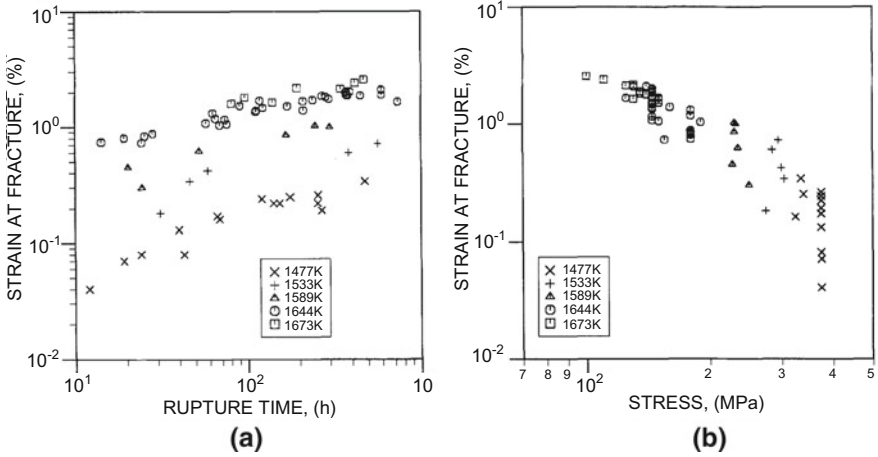 STRAIN AT FRACTURE, (%)
10¹
10⁰
10⁻¹
10⁻²
× 1477K
+ 1533K
1589K
1644K
1673K
10¹ 10² 10
RUPTURE TIME, (h)
(a)
STRAIN AT FRACTURE, (%)
10¹
10⁰
10⁻¹
10⁻²
× 1477K
+ 1533K
1589K
1644K
1673K
7 8 9 10² 2 3 4 5
STRESS, (MPa)
(b)